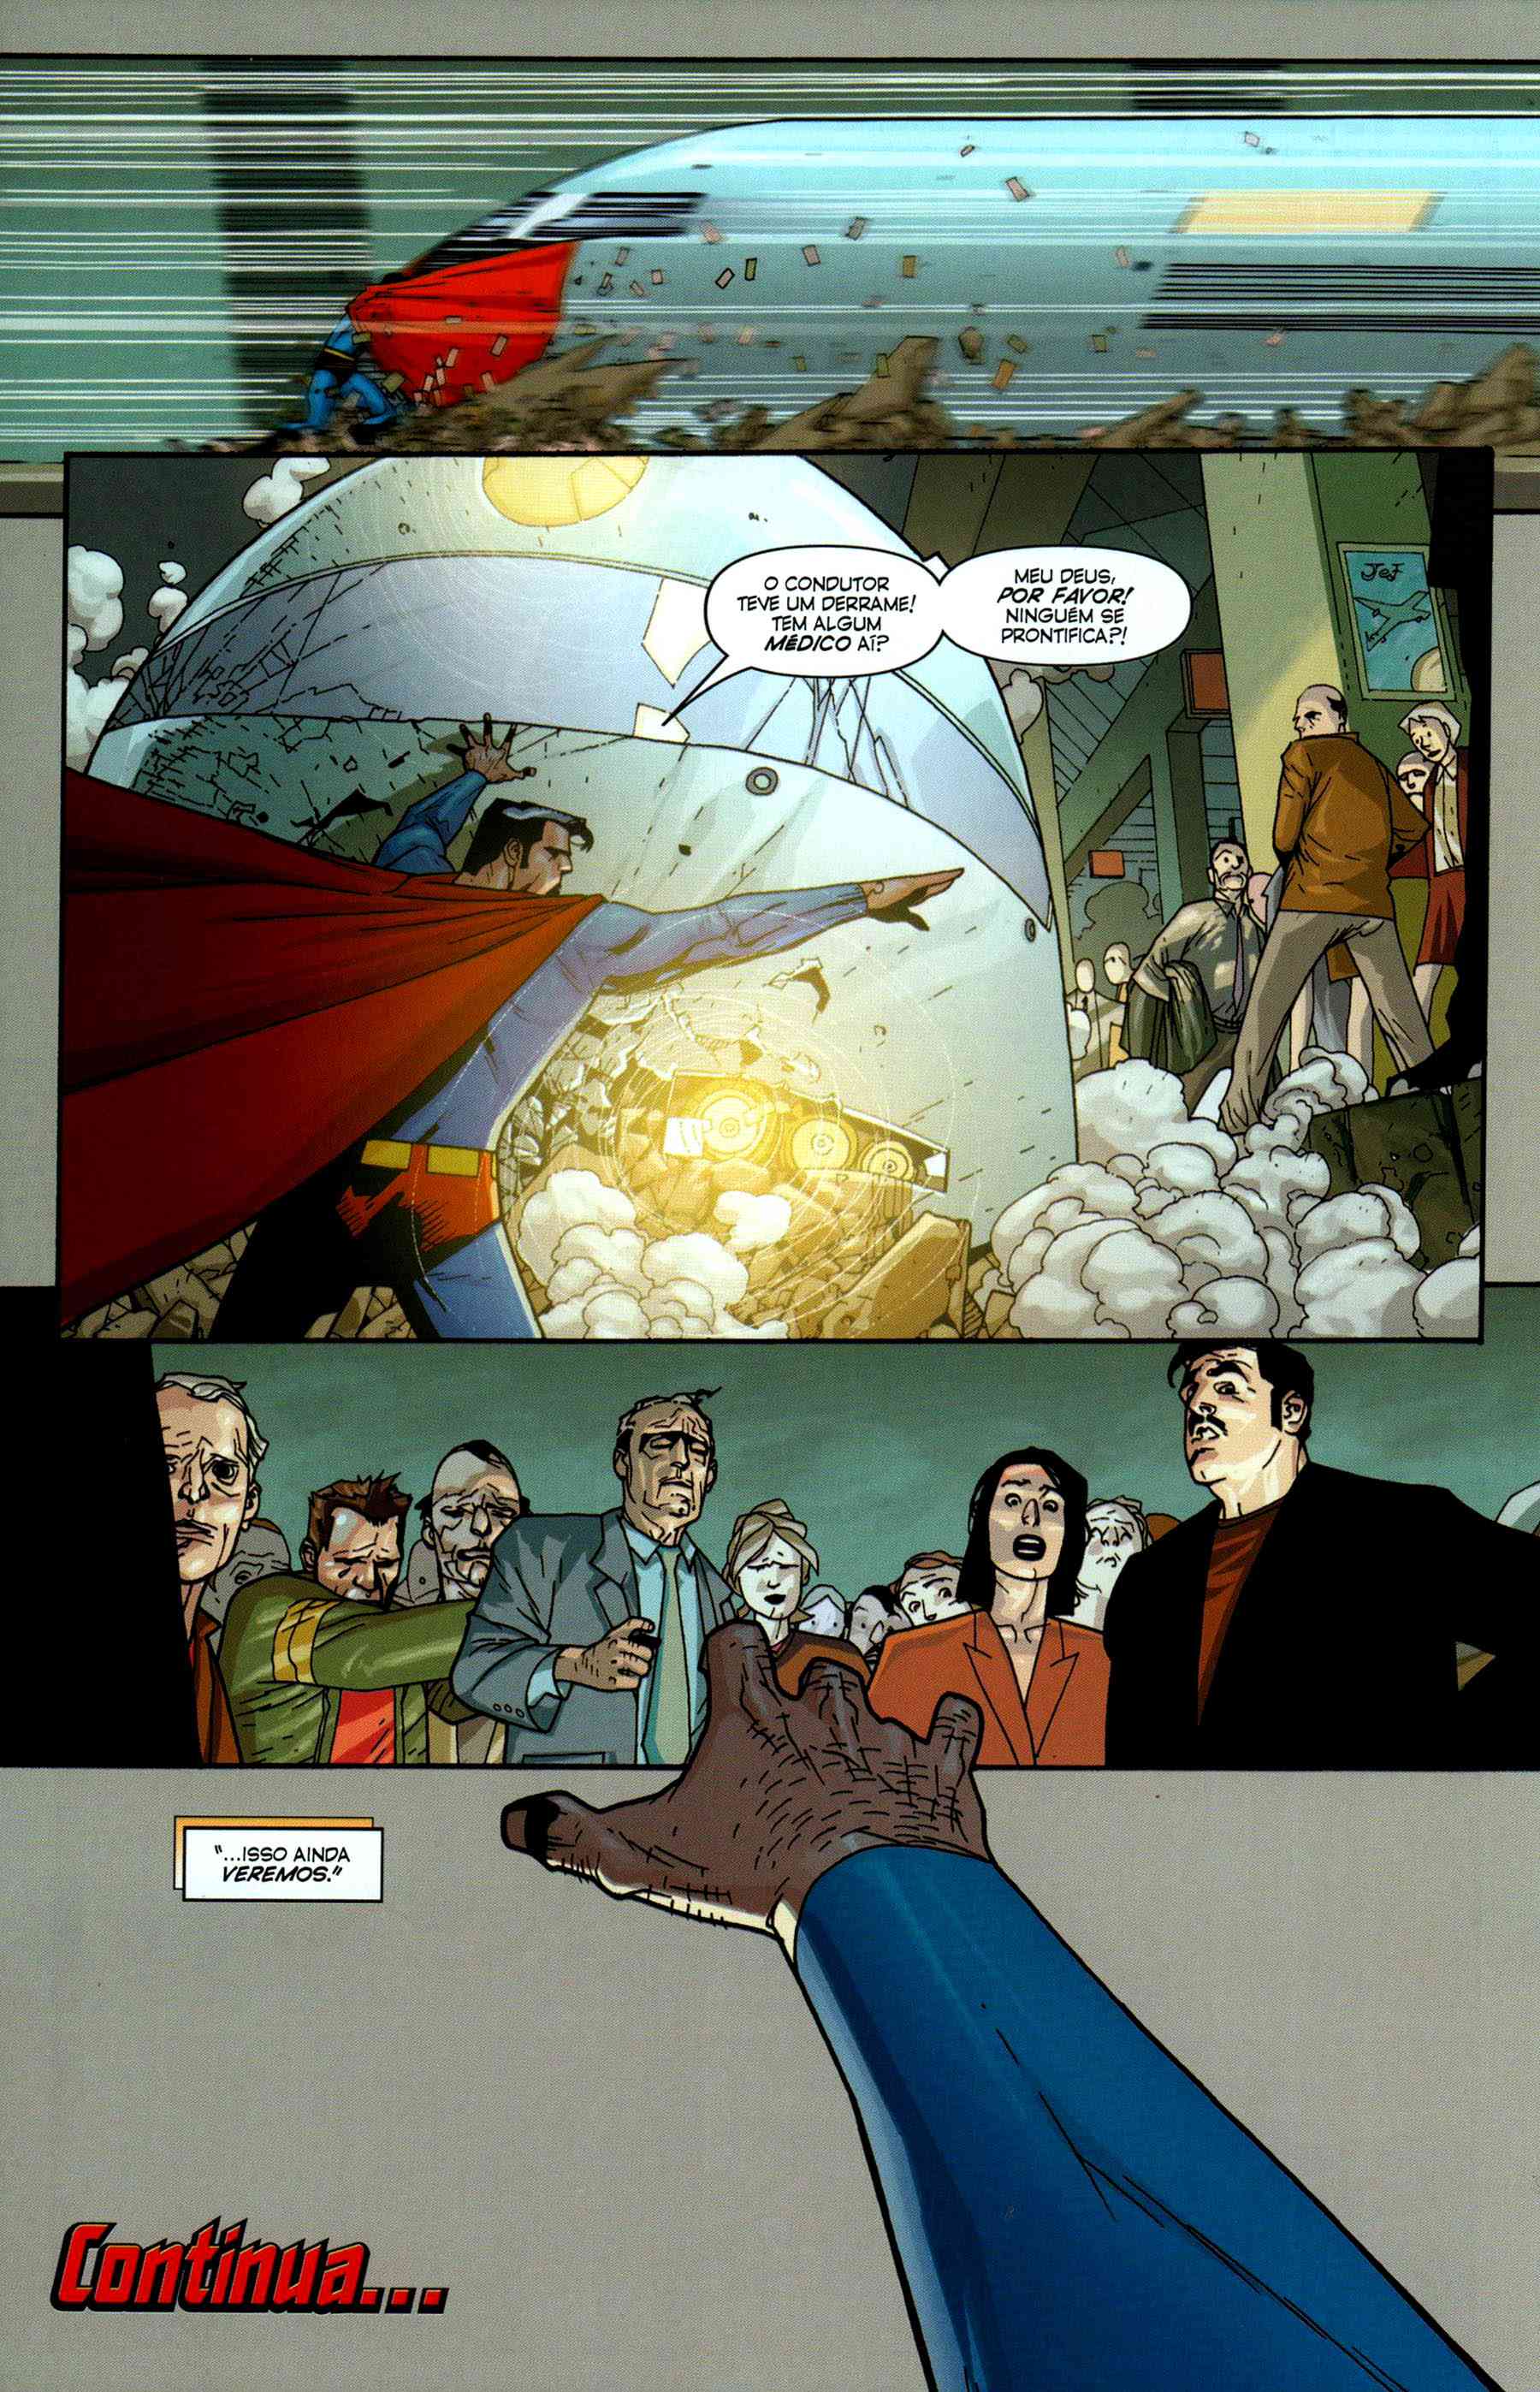 O CONDUTOR
TEVE UM DERRAME!
TEM ALGUM
MÉDICO AÍ?
MEU DEUS,
POR FAVOR!
NINGUÉM SE
PRONTIFICA?!
"...ISSO AINDA
VEREMOS."
Continua...